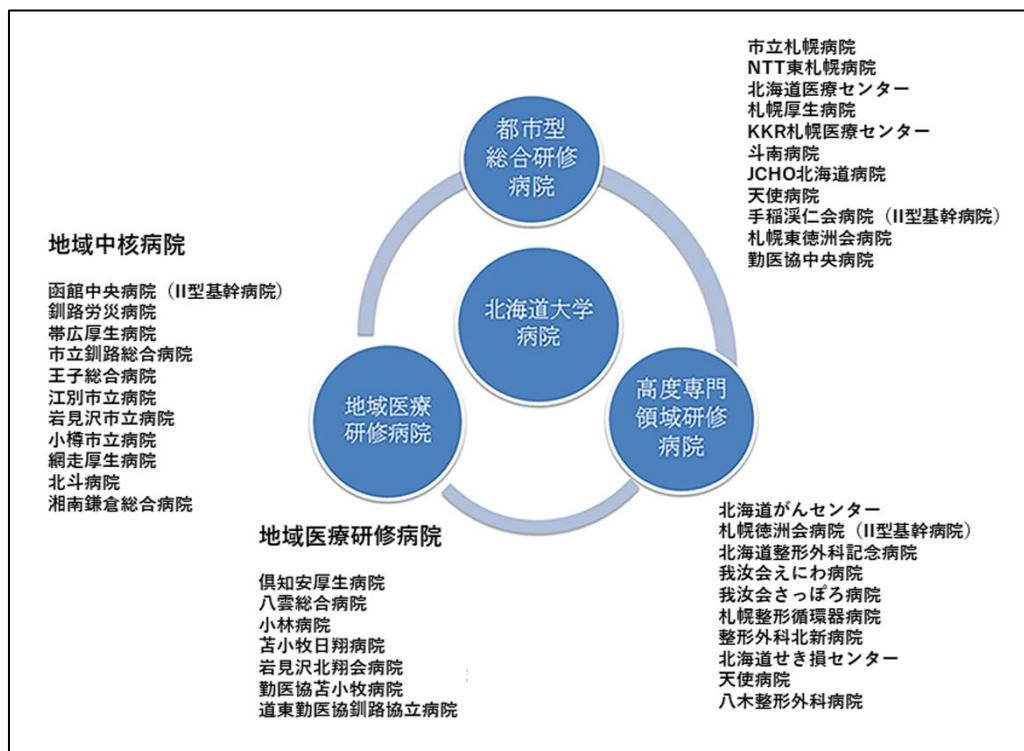 都市型
総合研修
病院
北海道大学
病院
地域医療
研修病院
高度専門
領域研修
病院
市立札幌病院
NTT東札幌病院
北海道医療センター
札幌厚生病院
KKR札幌医療センター
斗南病院
JCHO北海道病院
天使病院
手稲渓仁会病院（II型基幹病院）
札幌東徳洲会病院
勤医協中央病院
地域中核病院
函館中央病院（II型基幹病院）
釧路労災病院
帯広厚生病院
市立釧路総合病院
王子総合病院
江別市立病院
岩見沢市立病院
小樽市立病院
網走厚生病院
北斗病院
湘南鎌倉総合病院
地域医療研修病院
倶知安厚生病院
八雲総合病院
小林病院
苫小牧日翔病院
岩見沢北翔会病院
勤医協苫小牧病院
道東勤医協釧路協立病院
北海道がんセンター
札幌徳洲会病院（II型基幹病院）
北海道整形外科記念病院
我汝会えにわ病院
我汝会さっぽろ病院
札幌整形循環器病院
整形外科北新病院
北海道せき損センター
天使病院
八木整形外科病院